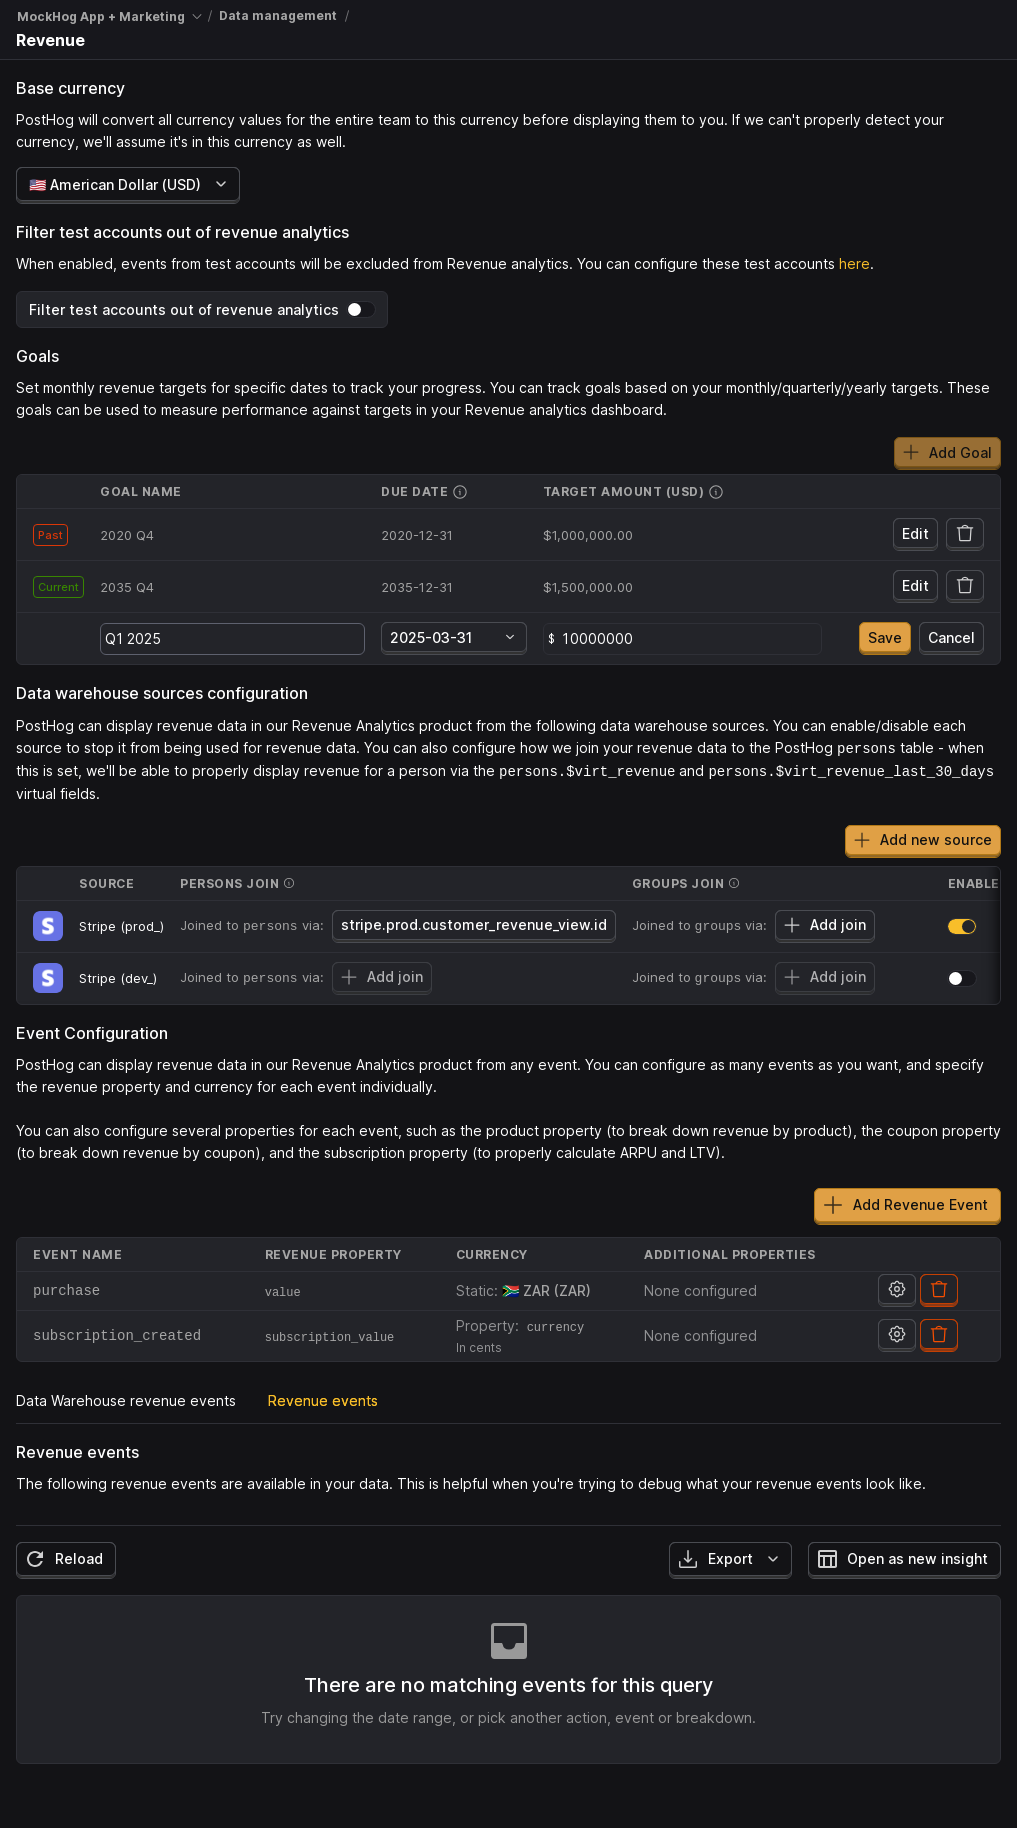 MockHog App + Marketing / Data management /
Revenue
Base currency
PostHog will convert all currency values for the entire team to this currency before displaying them to you. If we can't properly detect your
currency, we'll assume it's in this currency as well.
🇺🇸 American Dollar (USD)
Filter test accounts out of revenue analytics
When enabled, events from test accounts will be excluded from Revenue analytics. You can configure these test accounts here.
Filter test accounts out of revenue analytics
Goals
Set monthly revenue targets for specific dates to track your progress. You can track goals based on your monthly/quarterly/yearly targets. These
goals can be used to measure performance against targets in your Revenue analytics dashboard.
Add Goal
GOAL NAME DUE DATE TARGET AMOUNT (USD)
Past 2020 Q4 2020-12-31 $1,000,000.00 Edit
Current 2035 Q4 2035-12-31 $1,500,000.00 Edit
Q1 2025 2025-03-31 $ 10000000 Save Cancel
Data warehouse sources configuration
PostHog can display revenue data in our Revenue Analytics product from the following data warehouse sources. You can enable/disable each
source to stop it from being used for revenue data. You can also configure how we join your revenue data to the PostHog persons table - when
this is set, we'll be able to properly display revenue for a person via the persons.$virt_revenue and persons.$virt_revenue_last_30_days
virtual fields.
Add new source
SOURCE PERSONS JOIN GROUPS JOIN ENABLE
S Stripe (prod_) Joined to persons via: stripe.prod.customer_revenue_view.id Joined to groups via: Add join
S Stripe (dev_) Joined to persons via: Add join Joined to groups via: Add join
Event Configuration
PostHog can display revenue data in our Revenue Analytics product from any event. You can configure as many events as you want, and specify
the revenue property and currency for each event individually.
You can also configure several properties for each event, such as the product property (to break down revenue by product), the coupon property
(to break down revenue by coupon), and the subscription property (to properly calculate ARPU and LTV).
Add Revenue Event
EVENT NAME REVENUE PROPERTY CURRENCY ADDITIONAL PROPERTIES
purchase value Static: 🇿🇦 ZAR (ZAR) None configured
subscription_created subscription_value Property: currency None configured
In cents
Data Warehouse revenue events Revenue events
Revenue events
The following revenue events are available in your data. This is helpful when you're trying to debug what your revenue events look like.
Reload Export Open as new insight
There are no matching events for this query
Try changing the date range, or pick another action, event or breakdown.